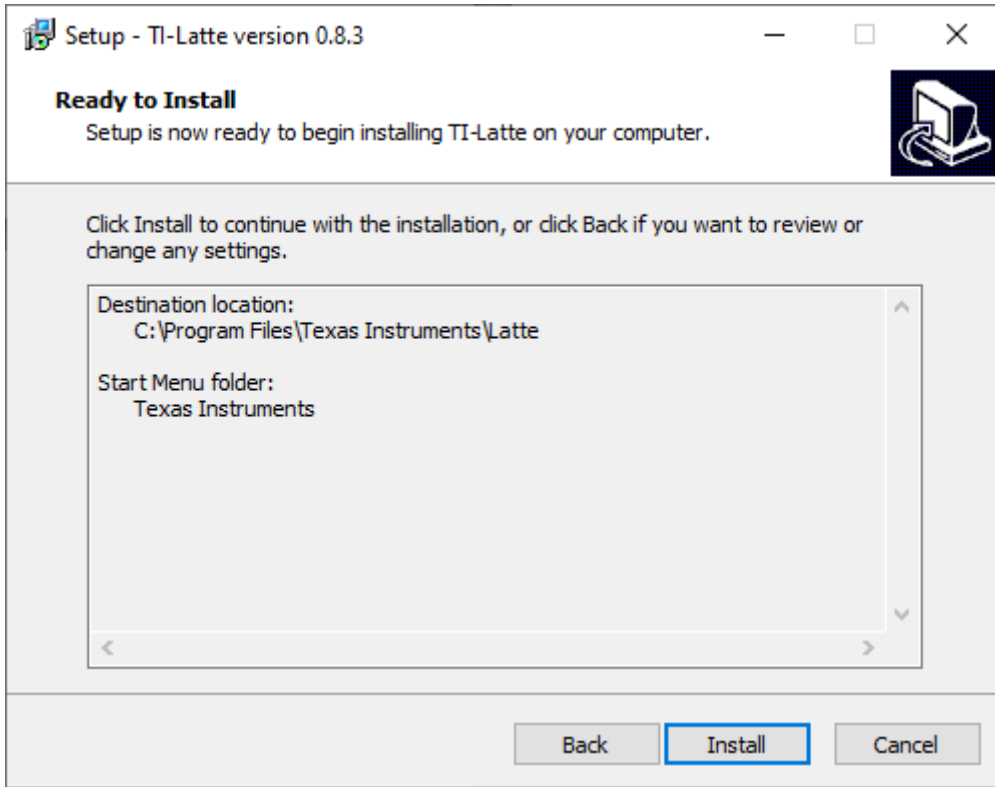 Setup - TI-Latte version 0.8.3
Ready to Install
Setup is now ready to begin installing TI-Latte on your computer.
Click Install to continue with the installation, or click Back if you want to review or
change any settings.
Destination location:
C:\Program Files\Texas Instruments\Latte
Start Menu folder:
Texas Instruments
Back Install Cancel